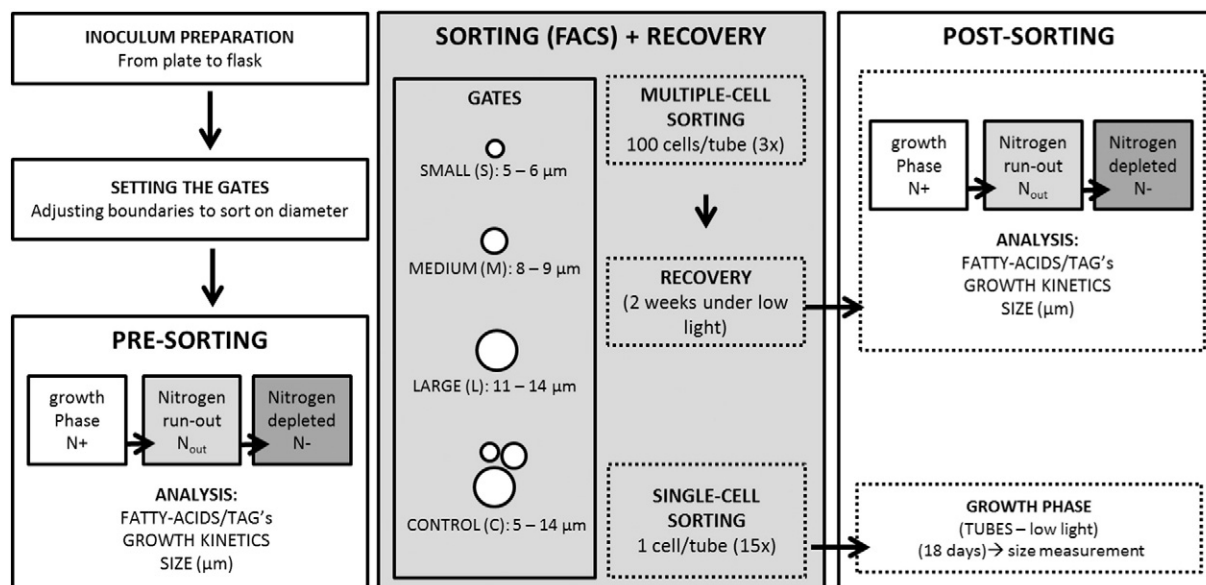 INOCULUM PREPARATION
From plate to flask
SETTING THE GATES
Adjusting boundaries to sort on diameter
PRE-SORTING
growth
Phase
N+
Nitrogen
run-out
Nout
Nitrogen
depleted
N-
ANALYSIS:
FATTY-ACIDS/TAG's
GROWTH KINETICS
SIZE (µm)
SORTING (FACS) + RECOVERY
GATES
SMALL (S): 5 – 6 µm
MEDIUM (M): 8 – 9 µm
LARGE (L): 11 – 14 µm
CONTROL (C): 5 – 14 µm
MULTIPLE-CELL
SORTING
100 cells/tube (3x)
RECOVERY
(2 weeks under low
light)
SINGLE-CELL
SORTING
1 cell/tube (15x)
POST-SORTING
growth
Phase
N+
Nitrogen
run-out
Nout
Nitrogen
depleted
N-
ANALYSIS:
FATTY-ACIDS/TAG's
GROWTH KINETICS
SIZE (µm)
GROWTH PHASE
(TUBES – low light)
(18 days)→ size measurement